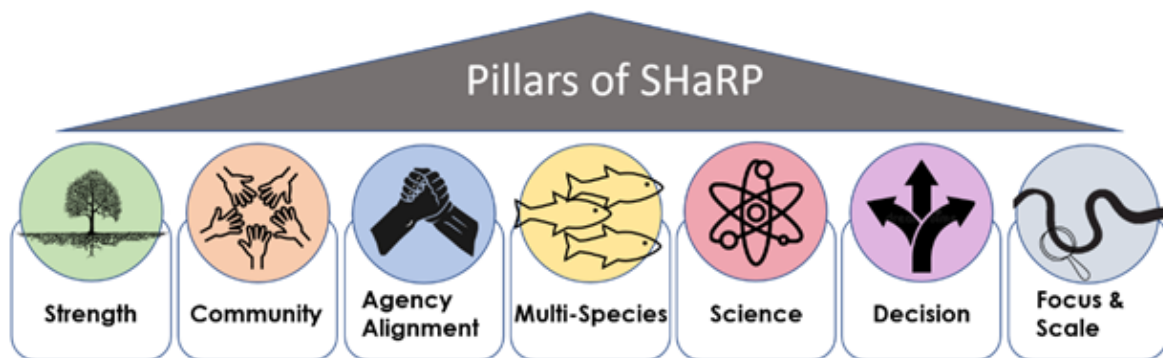 Pillars of SHaRP
Strength
Community
Agency
Alignment
Multi-Species
Science
Decision
Focus &
Scale